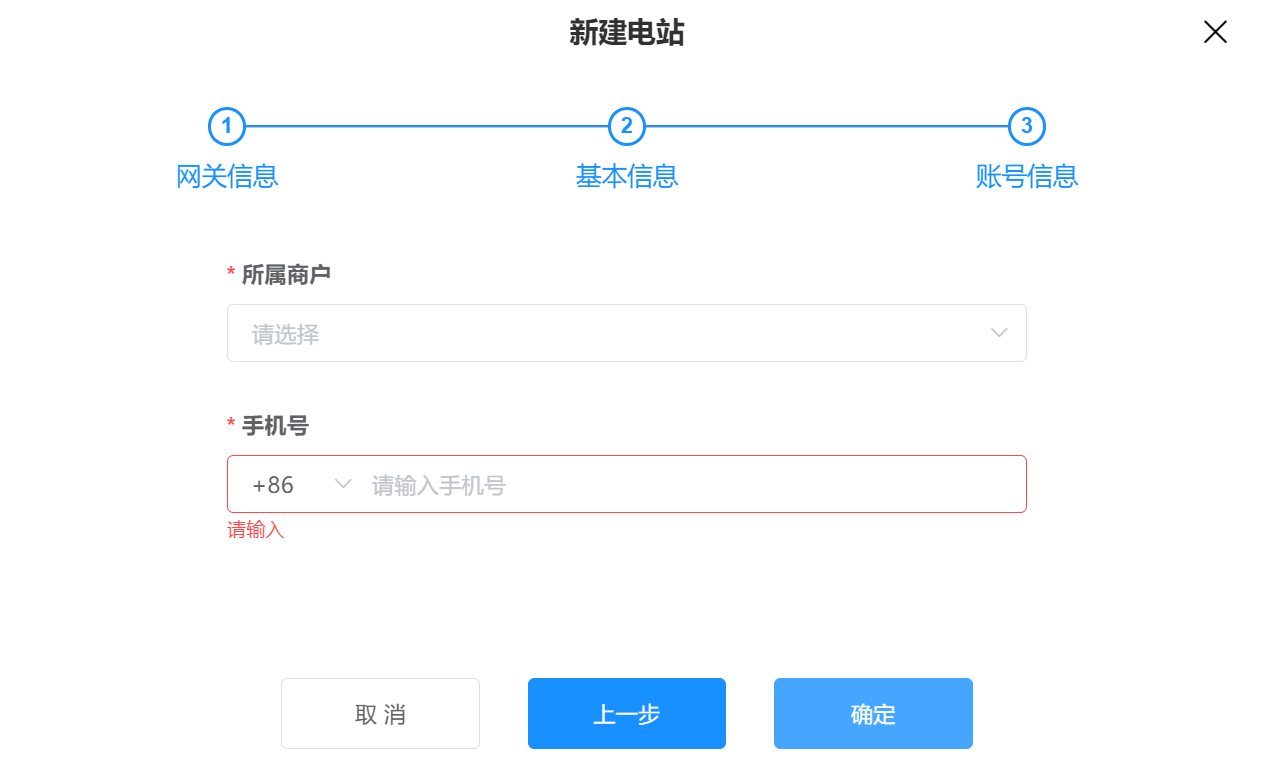 新建电站
1
2
3
网关信息
基本信息
账号信息
* 所属商户
请选择
* 手机号
+86 请输入手机号
请输入
取 消
上一步
确定